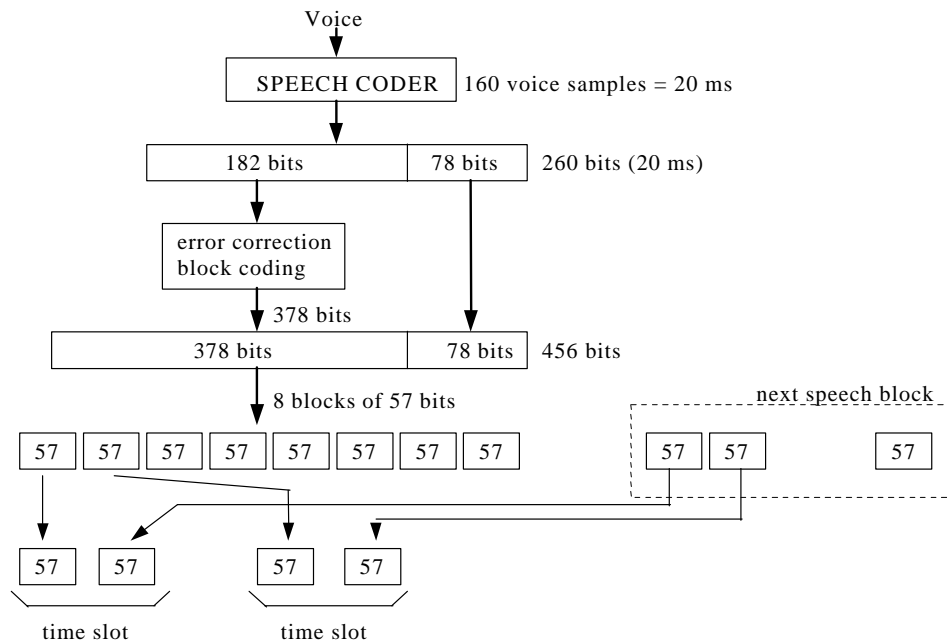 Voice
SPEECH CODER
160 voice samples = 20 ms
182 bits
78 bits
260 bits (20 ms)
error correction
block coding
378 bits
378 bits
78 bits
456 bits
8 blocks of 57 bits
next speech block
57 57 57 57 57 57 57 57 57 57 57
57 57 57 57
time slot time slot